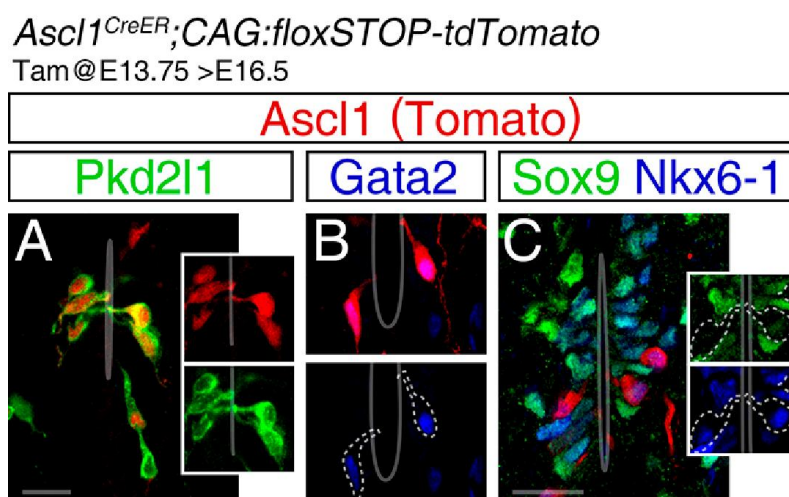 Ascl1CreER;CAG:floxSTOP-tdTomato
Tam@E13.75 >E16.5
Ascl1 (Tomato)
Pkd2l1 Gata2 Sox9 Nkx6-1
A B C